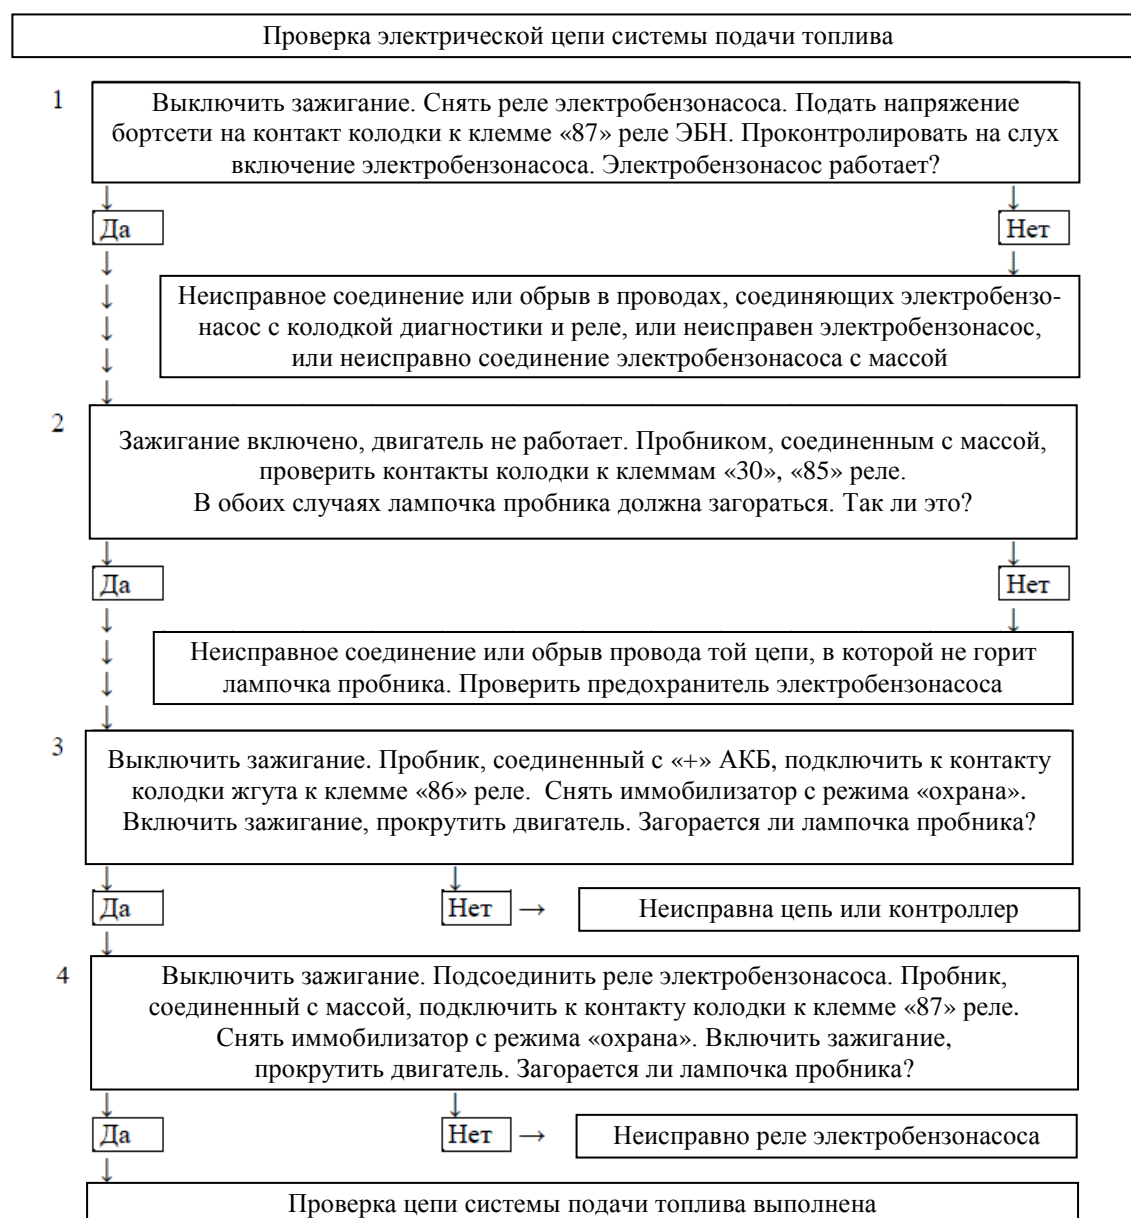 Проверка электрической цепи системы подачи топлива
1
Выключить зажигание. Снять реле электробензонасоса. Подать напряжение
бортсети на контакт колодки к клемме «87» реле ЭБН. Проконтролировать на слух
включение электробензонасоса. Электробензонасос работает?
↓ ↓
Да Нет
↓ ↓
↓
↓
↓
↓
Неисправное соединение или обрыв в проводах, соединяющих электробензо-
насос с колодкой диагностики и реле, или неисправен электробензонасос,
или неисправно соединение электробензонасоса с массой
2
Зажигание включено, двигатель не работает. Пробником, соединенным с массой,
проверить контакты колодки к клеммам «30», «85» реле.
В обоих случаях лампочка пробника должна загораться. Так ли это?
↓ ↓
Да Нет
↓ ↓
↓
↓
↓
Неисправное соединение или обрыв провода той цепи, в которой не горит
лампочка пробника. Проверить предохранитель электробензонасоса
3
Выключить зажигание. Пробник, соединенный с «+» АКБ, подключить к контакту
колодки жгута к клемме «86» реле. Снять иммобилизатор с режима «охрана».
Включить зажигание, прокрутить двигатель. Загорается ли лампочка пробника?
↓ ↓
Да Нет → Неисправна цепь или контроллер
↓
4
Выключить зажигание. Подсоединить реле электробензонасоса. Пробник,
соединенный с массой, подключить к контакту колодки к клемме «87» реле.
Снять иммобилизатор с режима «охрана». Включить зажигание,
прокрутить двигатель. Загорается ли лампочка пробника?
↓ ↓
Да Нет → Неисправно реле электробензонасоса
↓
Проверка цепи системы подачи топлива выполнена